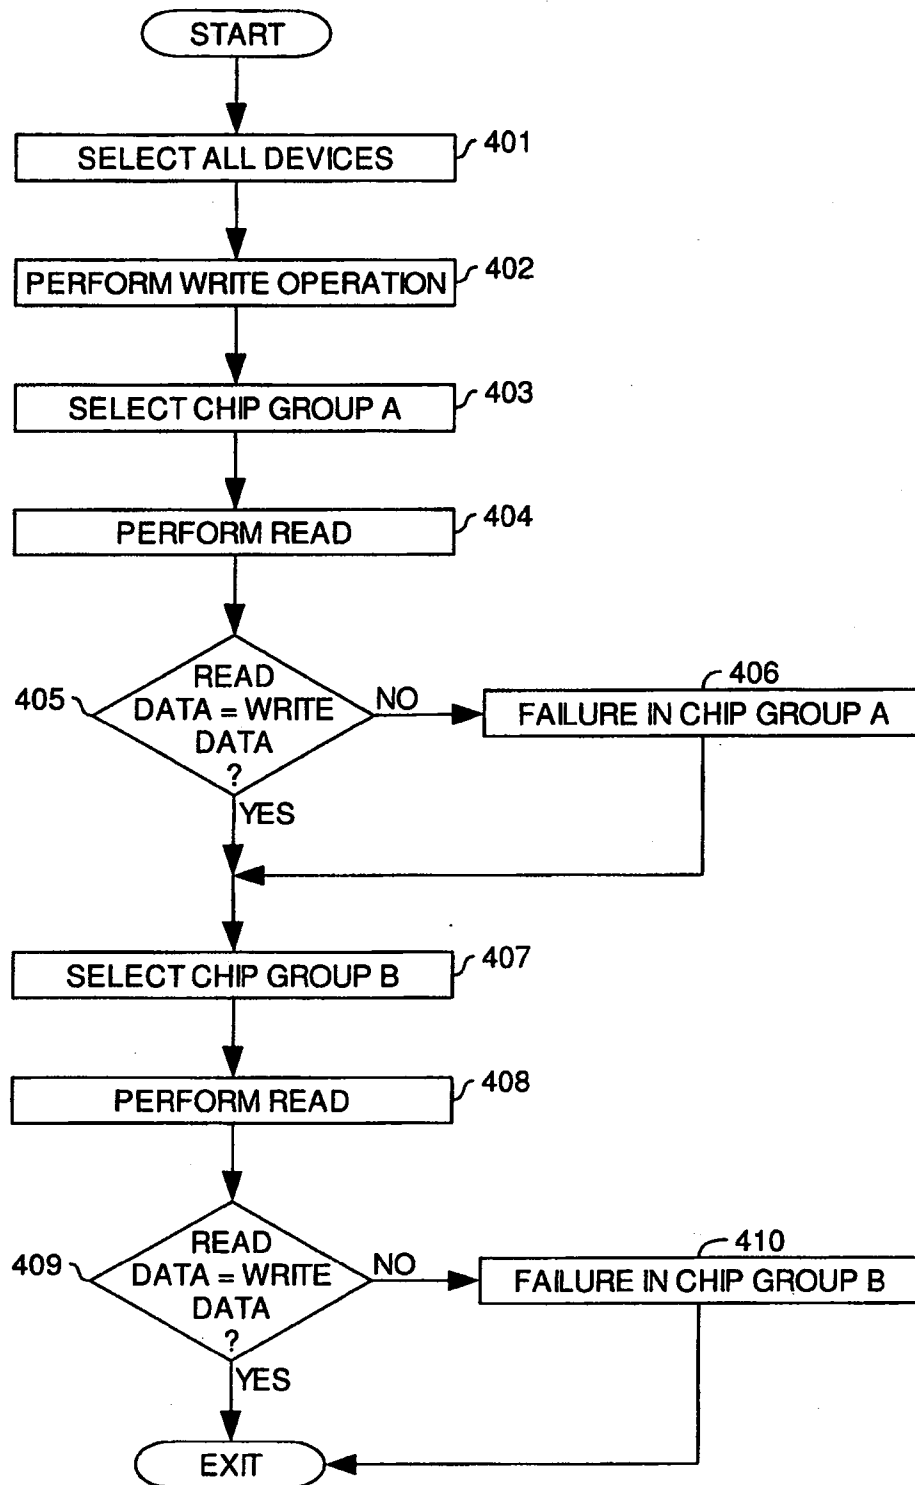 START
SELECT ALL DEVICES
401
PERFORM WRITE OPERATION
402
SELECT CHIP GROUP A
403
PERFORM READ
404
405
READ
DATA = WRITE
DATA
?
NO
YES
406
FAILURE IN CHIP GROUP A
SELECT CHIP GROUP B
407
PERFORM READ
408
409
READ
DATA = WRITE
DATA
?
NO
YES
410
FAILURE IN CHIP GROUP B
EXIT